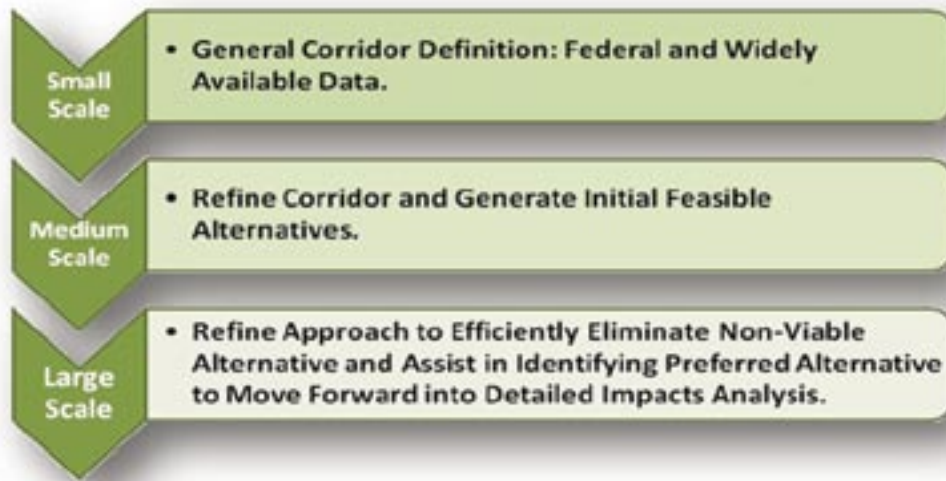 Small
Scale
• General Corridor Definition: Federal and Widely
Available Data.
Medium
Scale
• Refine Corridor and Generate Initial Feasible
Alternatives.
Large
Scale
• Refine Approach to Efficiently Eliminate Non-Viable
Alternative and Assist in Identifying Preferred Alternative
to Move Forward into Detailed Impacts Analysis.